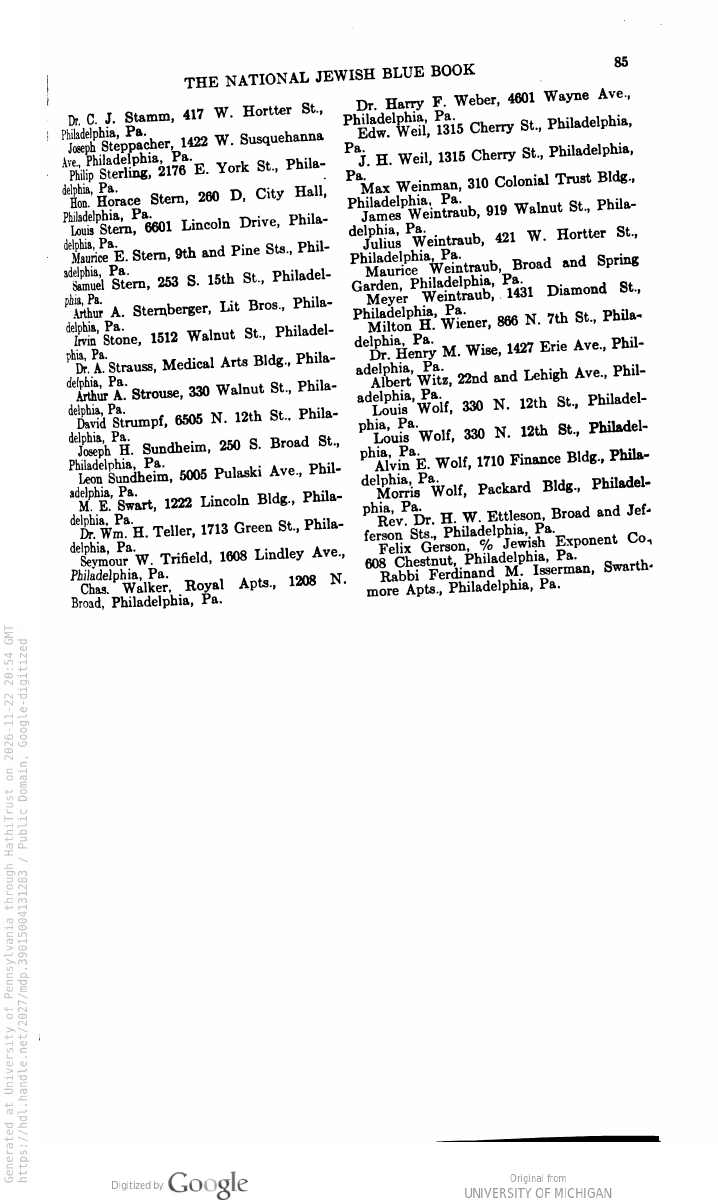 85
THE NATIONAL JEWISH BLUE BOOK
Dr. C. J. Stamm, 417 W. Hortter St.,
Philadelphia, Pa.
Joseph Steppacher, 1422 W. Susquehanna
Ave., Philadelphia, Pa.
Philip Sterling, 2176 E. York St., Phila-
delphia, Pa.
Hon. Horace Stern, 260 D, City Hall,
Philadelphia, Pa.
Louis Stern, 6601 Lincoln Drive, Phila-
delphia, Pa.
Maurice E. Stern, 9th and Pine Sts., Phil-
adelphia, Pa.
Samuel Stern, 253 S. 15th St., Philadel-
phia, Pa.
Arthur A. Sternberger, Lit Bros., Phila-
delphia, Pa.
Irvin Stone, 1512 Walnut St., Philadel-
phia, Pa.
Dr. A. Strauss, Medical Arts Bldg., Phila-
delphia, Pa.
Arthur A. Strouse, 330 Walnut St., Phila-
delphia, Pa.
David Strumpf, 6505 N. 12th St., Phila-
delphia, Pa.
Joseph H. Sundheim, 250 S. Broad St.,
Philadelphia, Pa.
Leon Sundheim, 5005 Pulaski Ave., Phil-
adelphia, Pa.
M. E. Swart, 1222 Lincoln Bldg., Phila-
delphia, Pa.
Dr. Wm. H. Teller, 1713 Green St., Phila-
delphia, Pa.
Seymour W. Trifield, 1608 Lindley Ave.,
Philadelphia, Pa.
Chas. Walker, Royal Apts., 1208 N.
Broad, Philadelphia, Pa.
Dr. Harry F. Weber, 4601 Wayne Ave.,
Philadelphia, Pa.
Edw. Weil, 1315 Cherry St., Philadelphia,
Pa.
J. H. Weil, 1315 Cherry St., Philadelphia,
Pa.
Max Weinman, 310 Colonial Trust Bldg.,
Philadelphia, Pa.
James Weintraub, 919 Walnut St., Phila-
delphia, Pa.
Julius Weintraub, 421 W. Hortter St.,
Philadelphia, Pa.
Maurice Weintraub, Broad and Spring
Garden, Philadelphia, Pa.
Meyer Weintraub, 1431 Diamond St.,
Philadelphia, Pa.
Milton H. Wiener, 866 N. 7th St., Phila-
delphia, Pa.
Dr. Henry M. Wise, 1427 Erie Ave., Phil-
adelphia, Pa.
Albert Witz, 22nd and Lehigh Ave., Phil-
adelphia, Pa.
Louis Wolf, 330 N. 12th St., Philadel-
phia, Pa.
Louis Wolf, 330 N. 12th St., Philadel-
phia, Pa.
Alvin E. Wolf, 1710 Finance Bldg., Phila-
delphia, Pa.
Morris Wolf, Packard Bldg., Philadel-
phia, Pa.
Rev. Dr. H. W. Ettleson, Broad and Jef-
ferson Sts., Philadelphia, Pa.
Felix Gerson, % Jewish Exponent Co.,
608 Chestnut, Philadelphia, Pa.
Rabbi Ferdinand M. Isserman, Swarth-
more Apts., Philadelphia, Pa.
Generated at University of Pennsylvania through HathiTrust on 2026-11-22 20:54 GMT
https://hdl.handle.net/2027/mdp.39015004131283 / Public Domain, Google-digitized
Digitized by Google
Original from
UNIVERSITY OF MICHIGAN